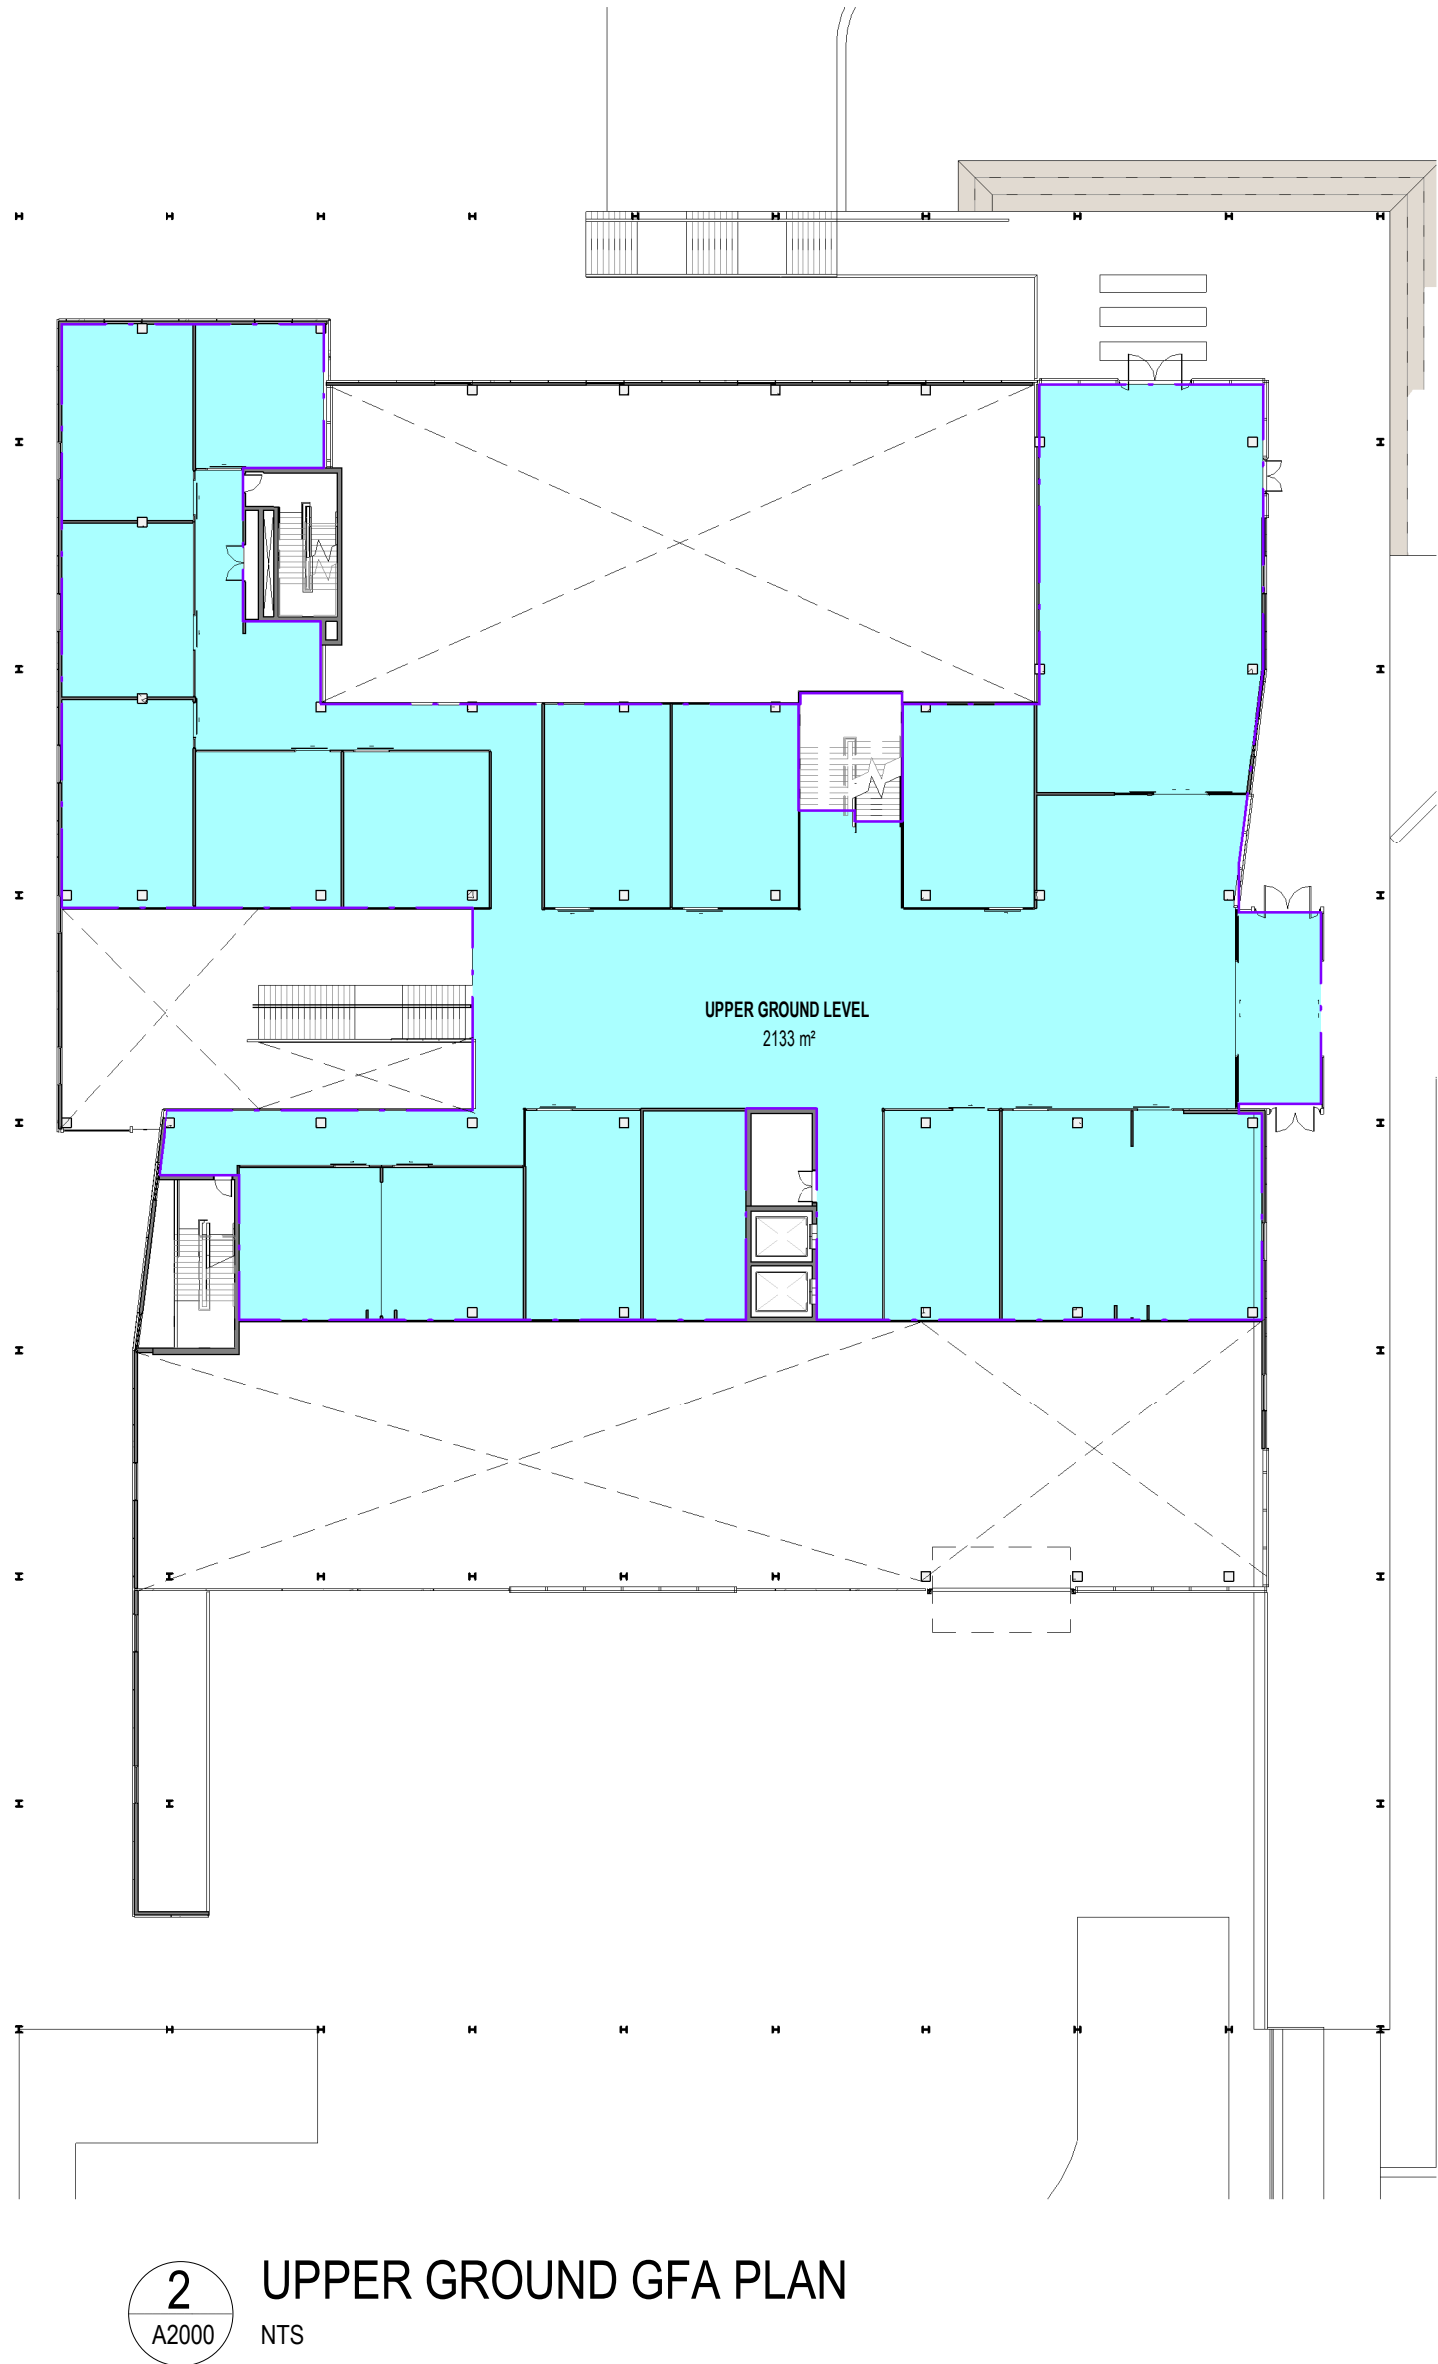 UPPER GROUND LEVEL
2133 m²
2
A2000
UPPER GROUND GFA PLAN
NTS